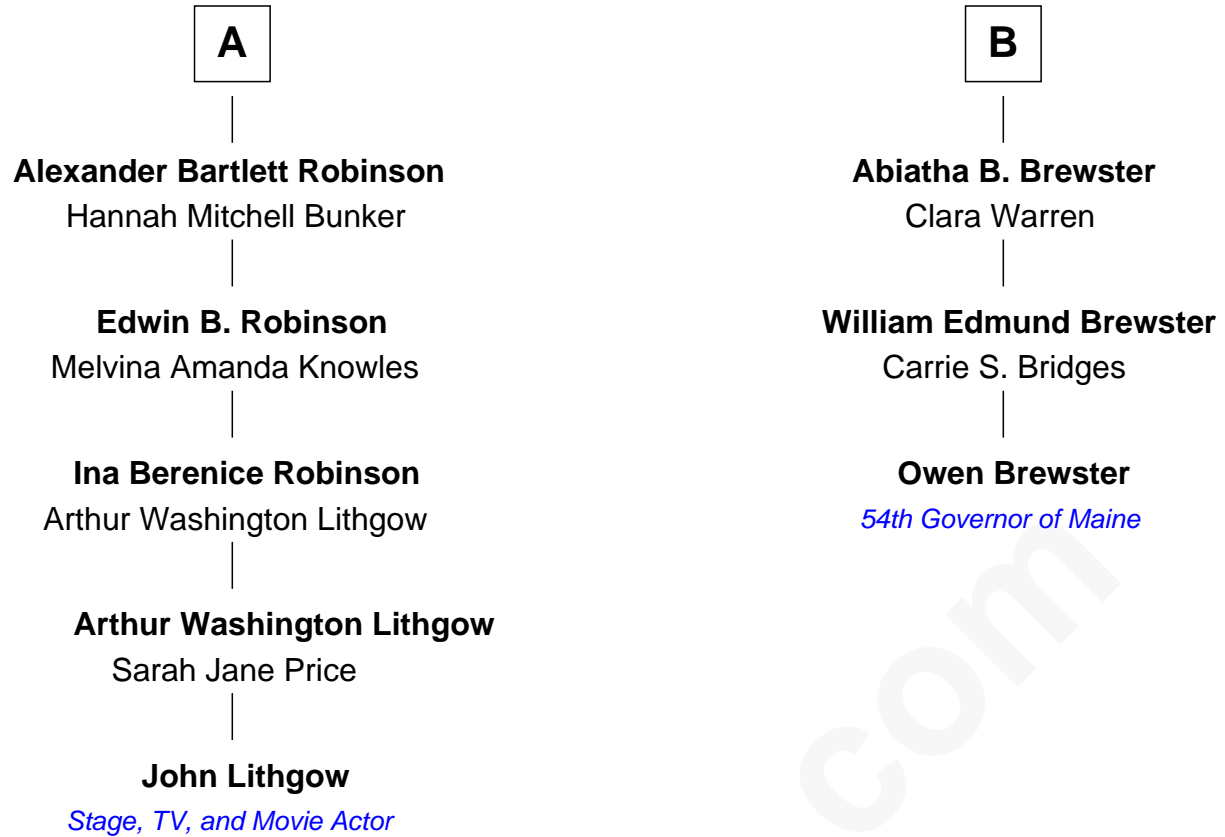 A
Alexander Bartlett Robinson
Hannah Mitchell Bunker
Edwin B. Robinson
Melvina Amanda Knowles
Ina Berenice Robinson
Arthur Washington Lithgow
Arthur Washington Lithgow
Sarah Jane Price
John Lithgow
Stage, TV, and Movie Actor
B
Abiatha B. Brewster
Clara Warren
William Edmund Brewster
Carrie S. Bridges
Owen Brewster
54th Governor of Maine
com